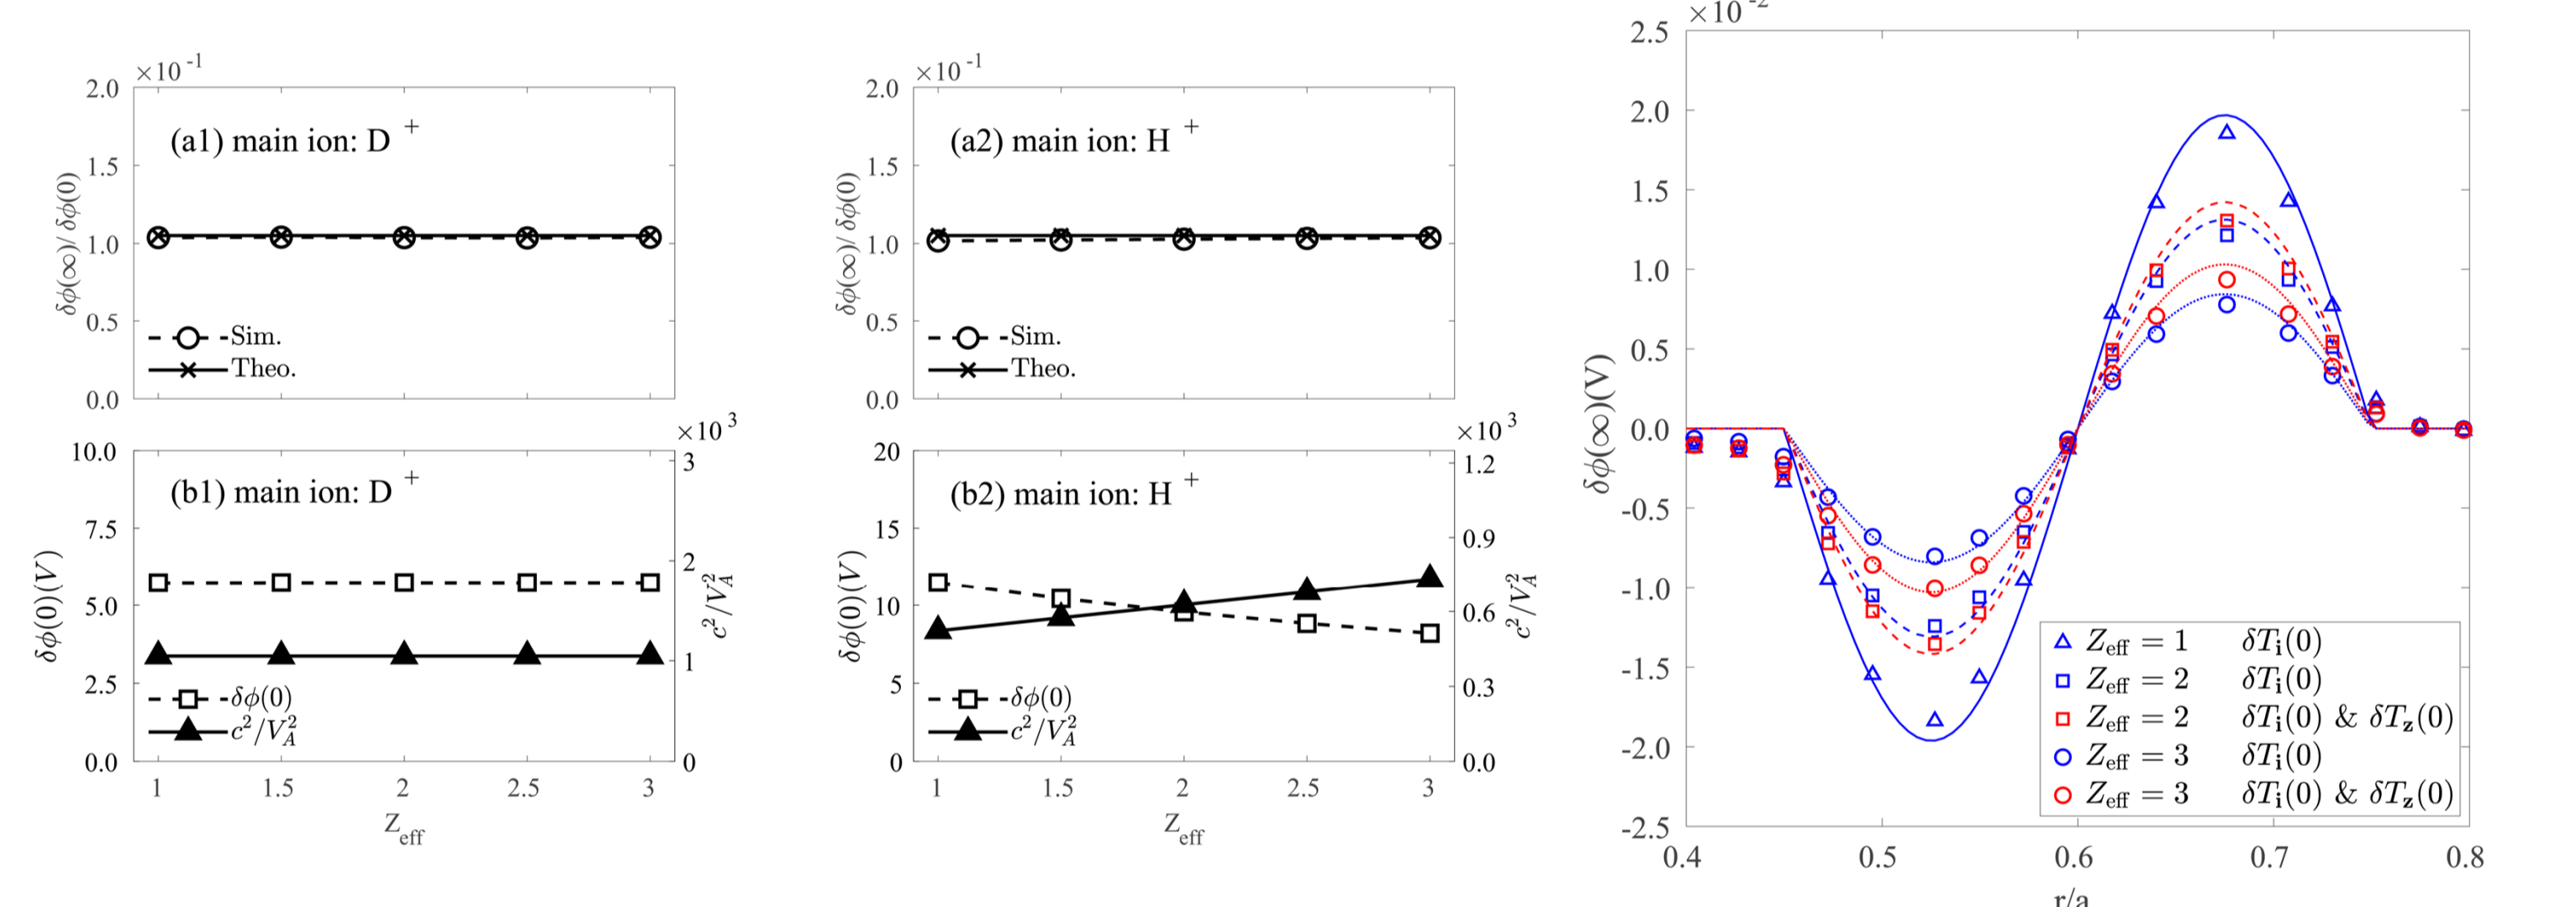 ×10 -1
2.0
1.5
1.0
0.5
0.0
δϕ(∞)/ δϕ(0)
(a1) main ion: D +
Sim.
Theo.
×10 -1
2.0
1.5
1.0
0.5
0.0
δϕ(∞)/ δϕ(0)
(a2) main ion: H +
Sim.
Theo.
10.0
7.5
5.0
2.5
0.0
δϕ(0)(V)
(b1) main ion: D +
δϕ(0)
c²/V_A²
×10 3
3
2
1
0
c²/V_A²
1
1.5
2
2.5
3
Z_eff
20
15
10
5
0
δϕ(0)(V)
(b2) main ion: H +
δϕ(0)
c²/V_A²
×10 3
1.2
0.9
0.6
0.3
0.0
c²/V_A²
1
1.5
2
2.5
3
Z_eff
×10 -2
2.5
2.0
1.5
1.0
0.5
0.0
-0.5
-1.0
-1.5
-2.0
-2.5
δϕ(∞)(V)
Z_eff = 1 δT_i(0)
Z_eff = 2 δT_i(0)
Z_eff = 2 δT_i(0) & δT_z(0)
Z_eff = 3 δT_i(0)
Z_eff = 3 δT_i(0) & δT_z(0)
0.4
0.5
0.6
0.7
0.8
r/a